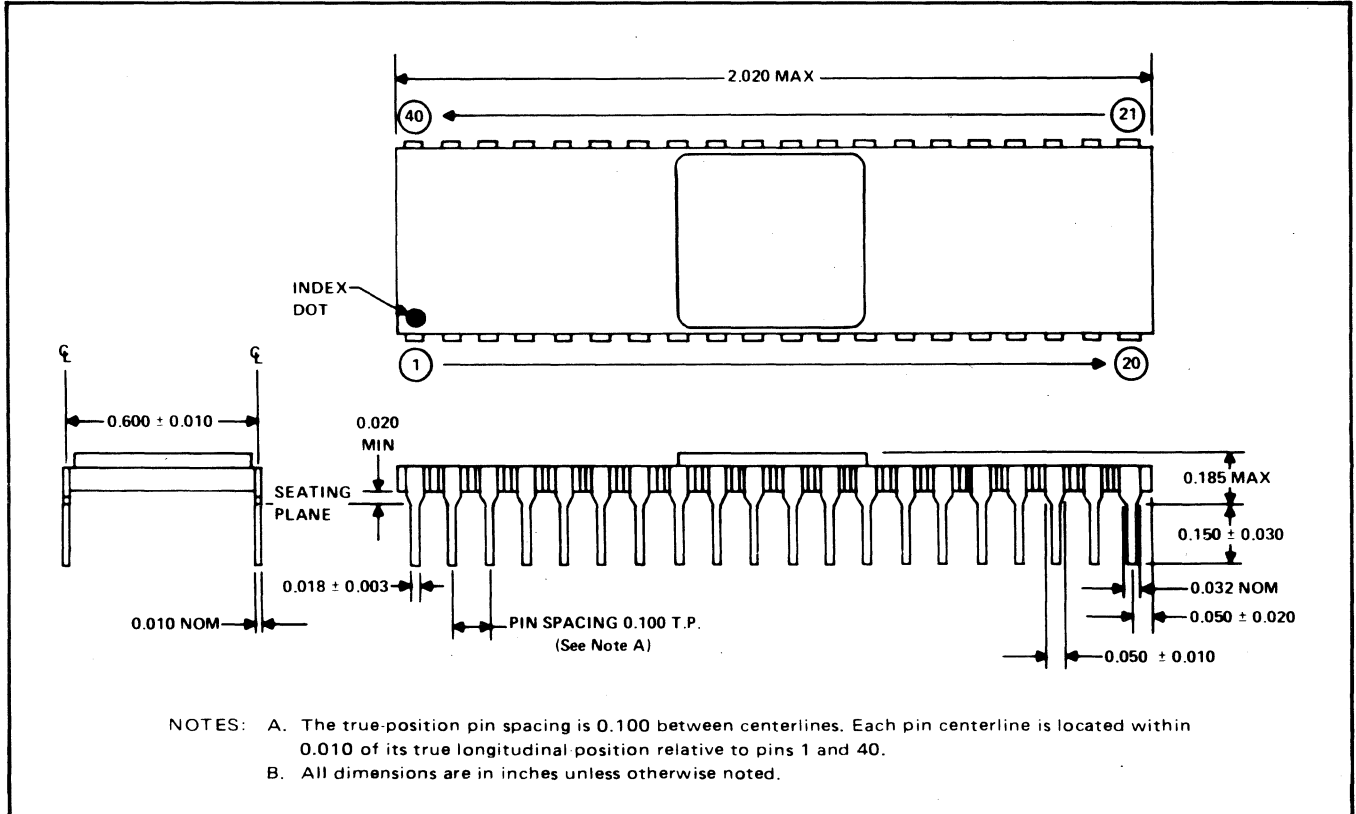 2.020 MAX
40
21
INDEX
DOT
1
20
℄
℄
0.600 ± 0.010
0.020
MIN
SEATING
PLANE
0.185 MAX
0.150 ± 0.030
0.018 ± 0.003
0.032 NOM
0.010 NOM
PIN SPACING 0.100 T.P.
(See Note A)
0.050 ± 0.020
0.050 ± 0.010
NOTES: A. The true-position pin spacing is 0.100 between centerlines. Each pin centerline is located within
0.010 of its true longitudinal position relative to pins 1 and 40.
B. All dimensions are in inches unless otherwise noted.